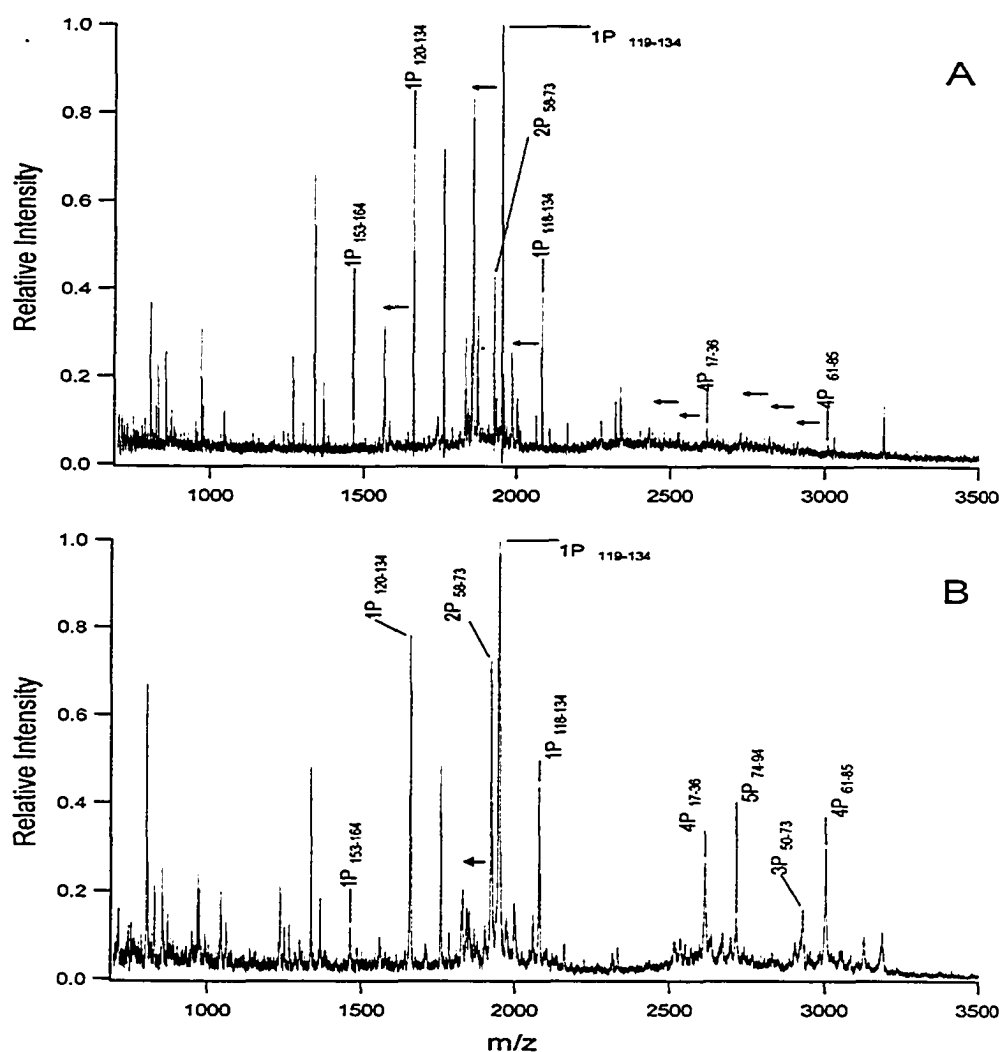 1.0
0.8
0.6
0.4
0.2
0.0
Relative Intensity
1P 153-164
1P 120-134
1P 119-134
2P 58-73
1P 118-134
4P 17-36
4P 61-85
A
1000
1500
2000
2500
3000
3500
1.0
0.8
0.6
0.4
0.2
0.0
Relative Intensity
1P 153-164
1P 120-134
2P 58-73
1P 119-134
1P 118-134
4P 17-36
5P 74-94
3P 50-73
4P 61-85
B
1000
1500
2000
2500
3000
3500
m/z